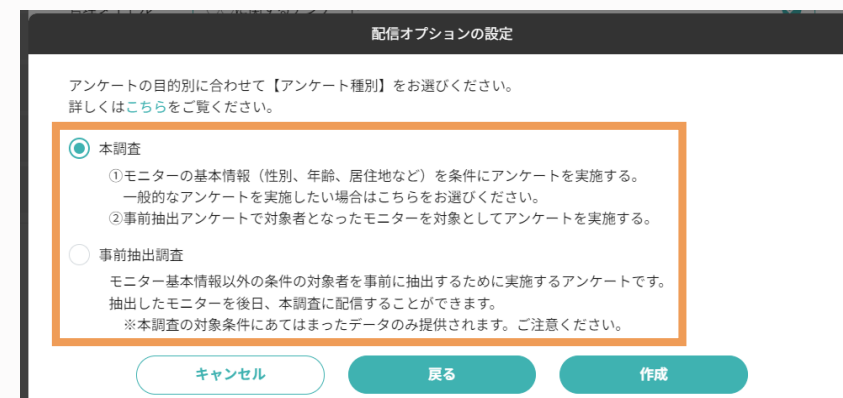 配信オプションの設定
アンケートの目的別に合わせて【アンケート種別】をお選びください。
詳しくはこちらをご覧ください。
本調査
①モニターの基本情報（性別、年齢、居住地など）を条件にアンケートを実施する。
一般的なアンケートを実施したい場合はこちらをお選びください。
②事前抽出アンケートで対象者となったモニターを対象としてアンケートを実施する。
事前抽出調査
モニター基本情報以外の条件の対象者を事前に抽出するために実施するアンケートです。
抽出したモニターを後日、本調査に配信することができます。
※本調査の対象条件にあてはまったデータのみ提供されます。ご注意ください。
キャンセル 戻る 作成